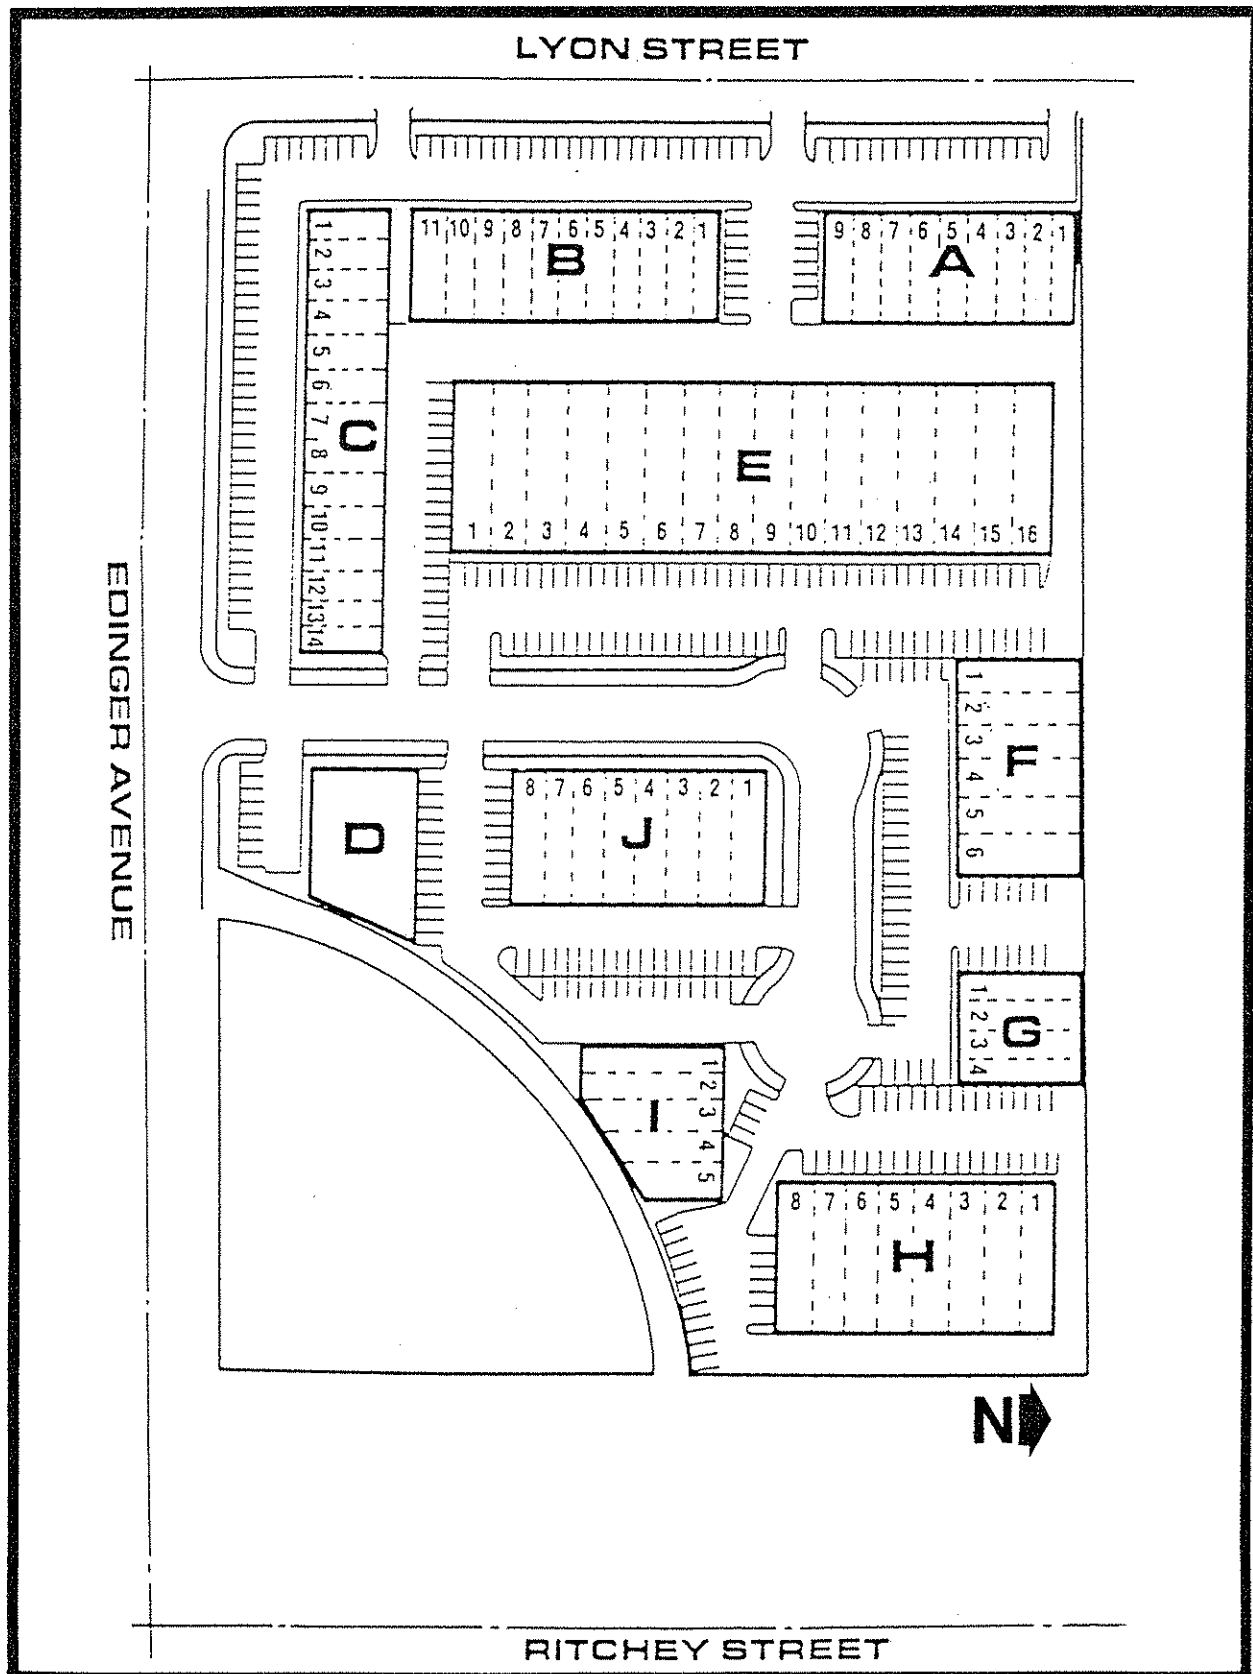 LYON STREET
11 10 9 8 7 6 5 4 3 2 1
B
9 8 7 6 5 4 3 2 1
A
1 2 3 4 5 6 7 8 9 10 11 12 13 14
C
E
1 2 3 4 5 6 7 8 9 10 11 12 13 14 15 16
EDINGER AVENUE
1 2 3 4 5 6
F
D
8 7 6 5 4 3 2 1
J
1 2 3 4
G
1 2 3 4 5
I
8 7 6 5 4 3 2 1
H
N
RITCHEY STREET